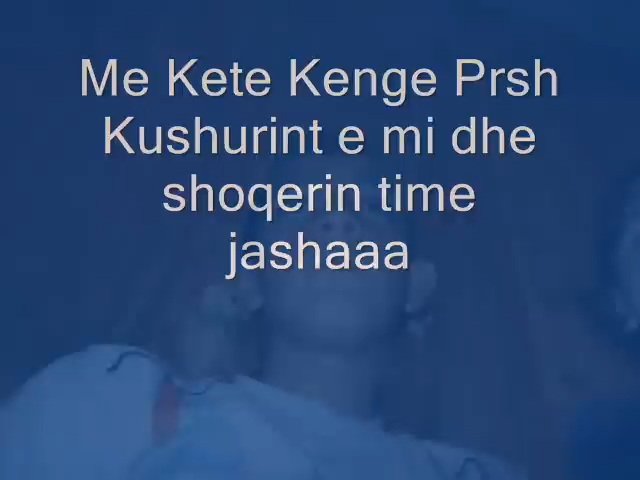 Me Kete Kenge Prsh
Kushurint e mi dhe
shoqerin time
jashaaa